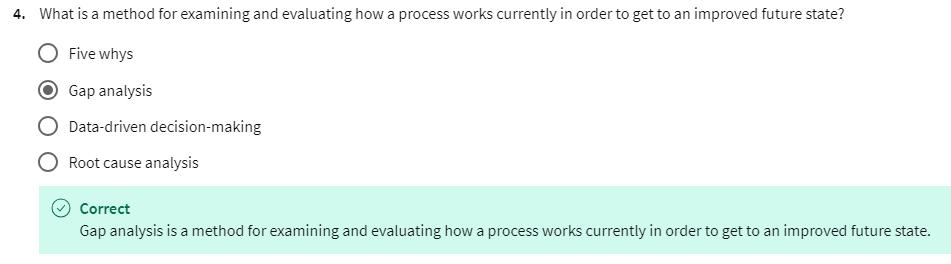 4. What is a method for examining and evaluating how a process works currently in order to get to an improved future state?
Five whys
Gap analysis
Data-driven decision-making
Root cause analysis
Correct
Gap analysis is a method for examining and evaluating how a process works currently in order to get to an improved future state.